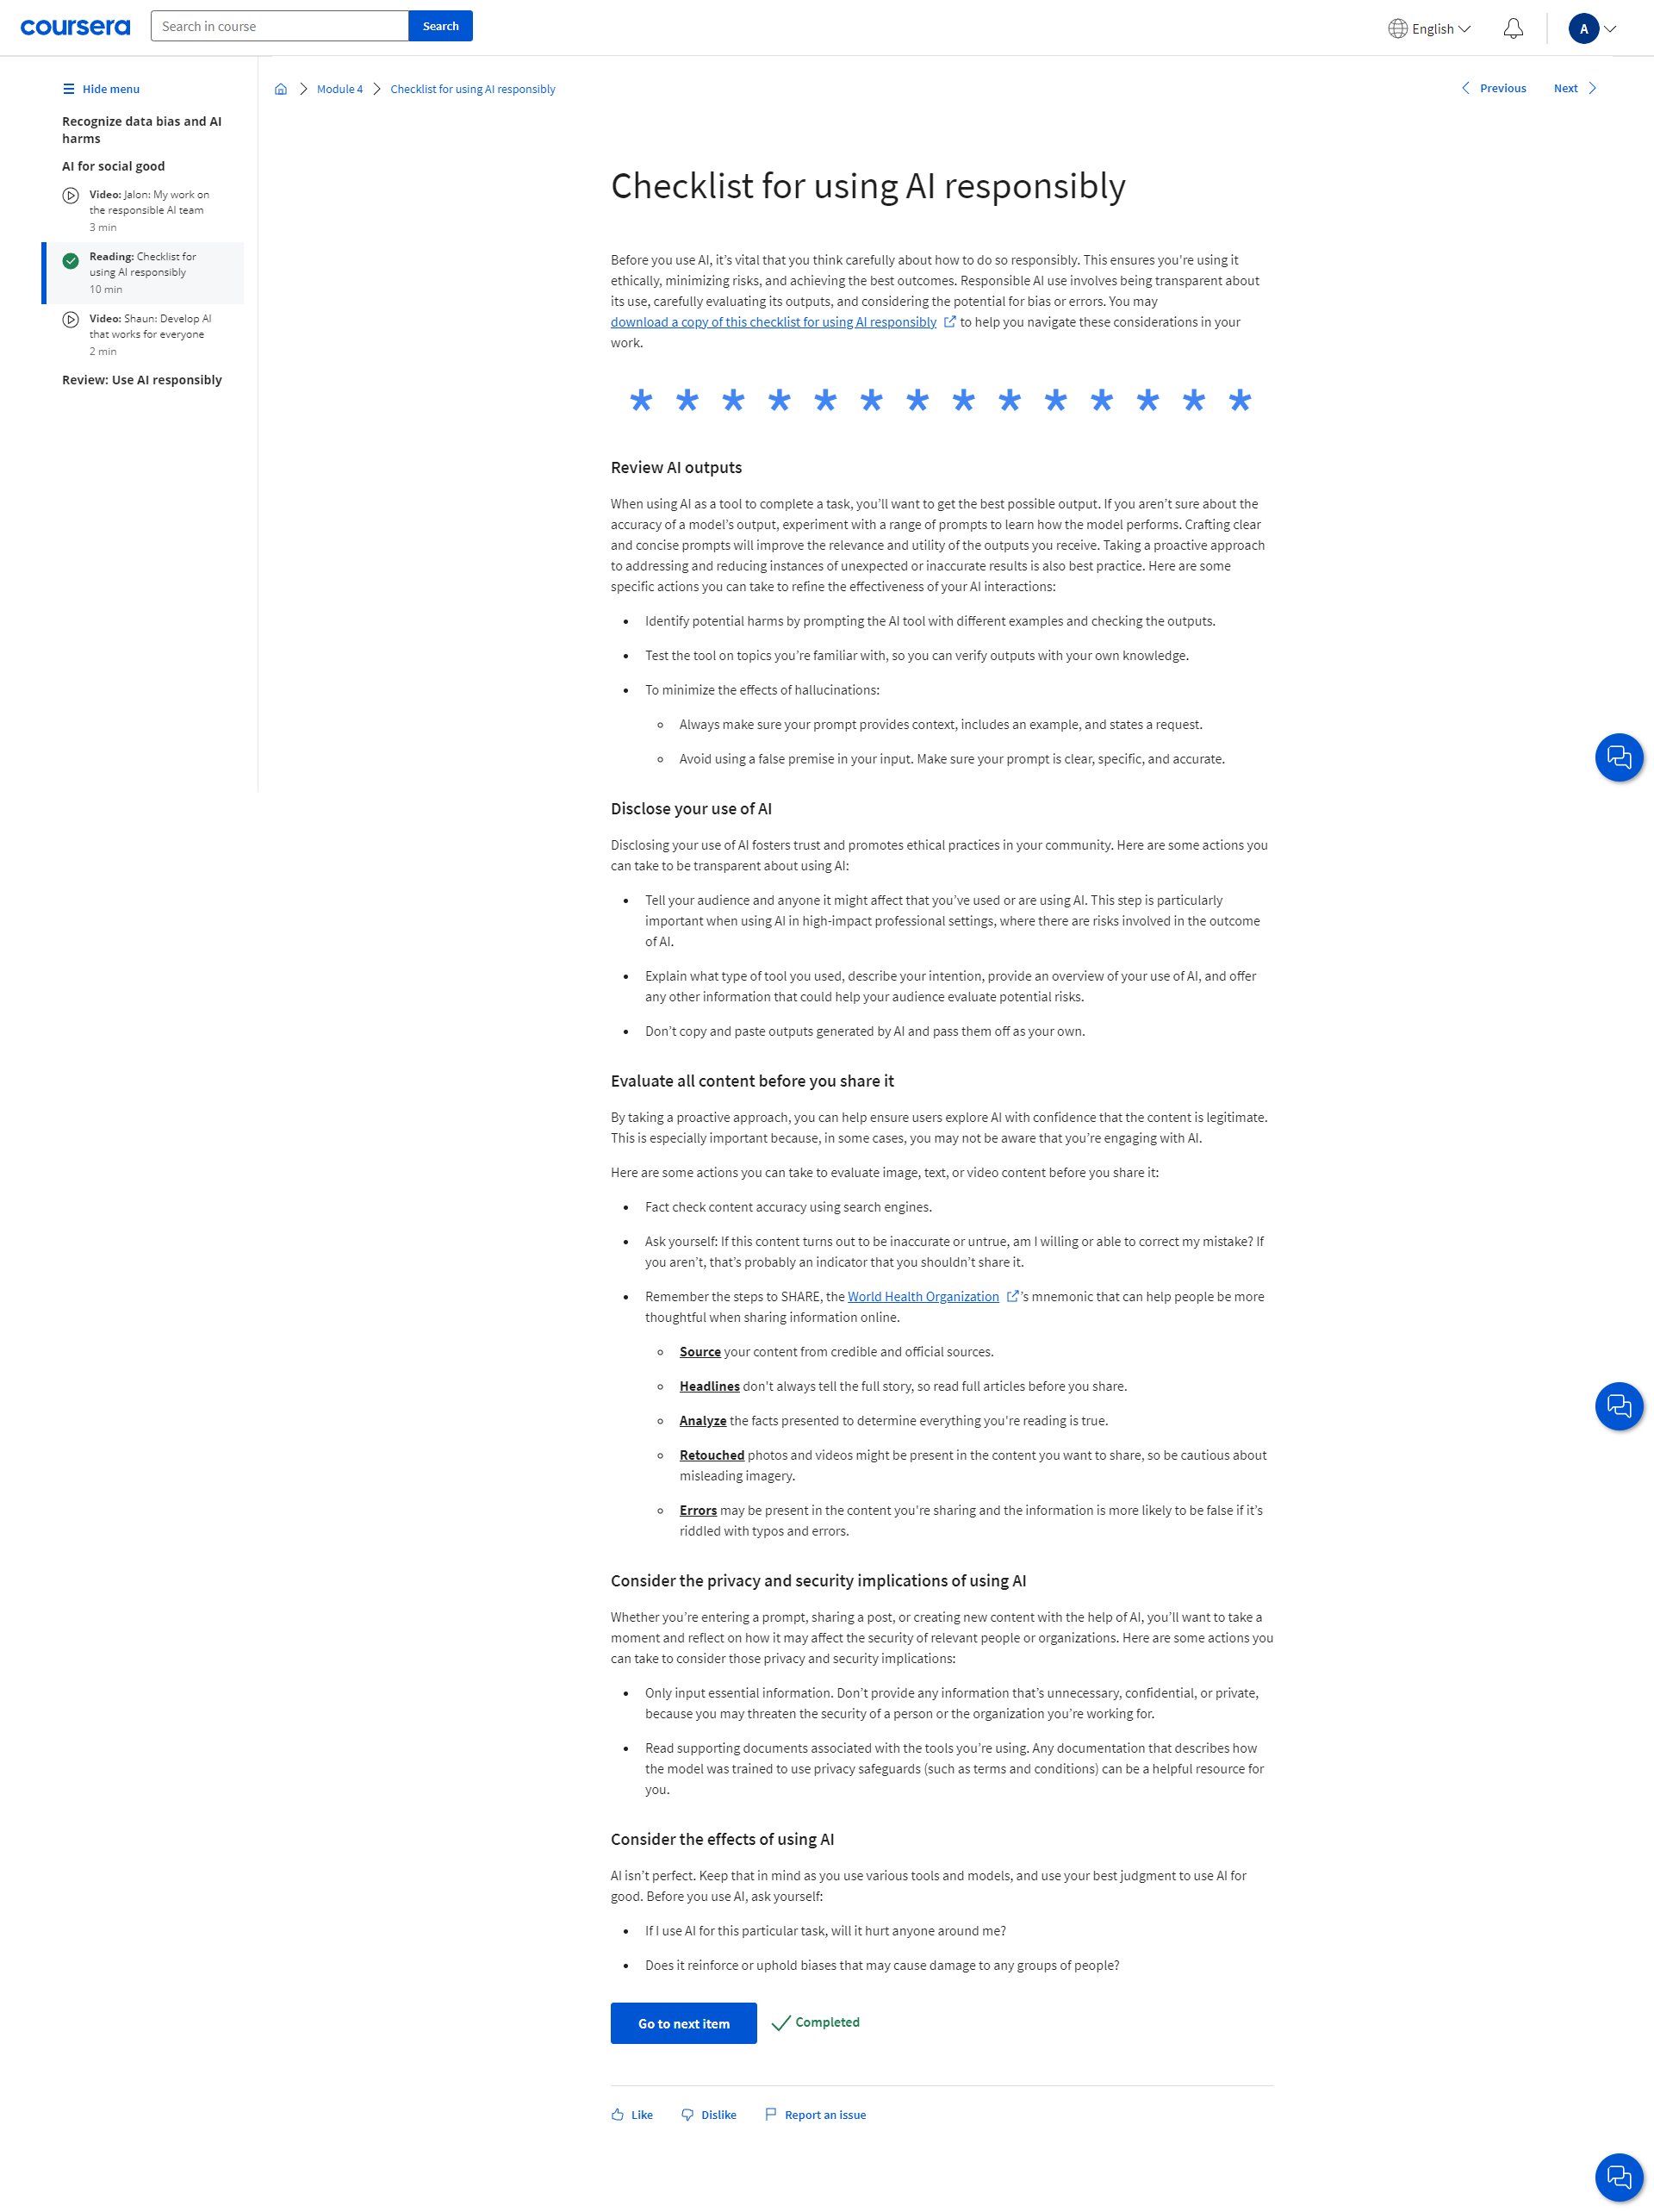 coursera
Search in course
Search
English
A
Hide menu
Recognize data bias and AI
harms
AI for social good
Video: Jalon: My work on
the responsible AI team
3 min
Reading: Checklist for
using AI responsibly
10 min
Video: Shaun: Develop AI
that works for everyone
2 min
Review: Use AI responsibly
Module 4
Checklist for using AI responsibly
Previous
Next
Checklist for using AI responsibly
Before you use AI, it’s vital that you think carefully about how to do so responsibly. This ensures you're using it
ethically, minimizing risks, and achieving the best outcomes. Responsible AI use involves being transparent about
its use, carefully evaluating its outputs, and considering the potential for bias or errors. You may
download a copy of this checklist for using AI responsibly to help you navigate these considerations in your
work.
* * * * * * * * * * * * * *
Review AI outputs
When using AI as a tool to complete a task, you’ll want to get the best possible output. If you aren’t sure about the
accuracy of a model’s output, experiment with a range of prompts to learn how the model performs. Crafting clear
and concise prompts will improve the relevance and utility of the outputs you receive. Taking a proactive approach
to addressing and reducing instances of unexpected or inaccurate results is also best practice. Here are some
specific actions you can take to refine the effectiveness of your AI interactions:
• Identify potential harms by prompting the AI tool with different examples and checking the outputs.
• Test the tool on topics you’re familiar with, so you can verify outputs with your own knowledge.
• To minimize the effects of hallucinations:
○ Always make sure your prompt provides context, includes an example, and states a request.
○ Avoid using a false premise in your input. Make sure your prompt is clear, specific, and accurate.
Disclose your use of AI
Disclosing your use of AI fosters trust and promotes ethical practices in your community. Here are some actions you
can take to be transparent about using AI:
• Tell your audience and anyone it might affect that you’ve used or are using AI. This step is particularly
important when using AI in high-impact professional settings, where there are risks involved in the outcome
of AI.
• Explain what type of tool you used, describe your intention, provide an overview of your use of AI, and offer
any other information that could help your audience evaluate potential risks.
• Don’t copy and paste outputs generated by AI and pass them off as your own.
Evaluate all content before you share it
By taking a proactive approach, you can help ensure users explore AI with confidence that the content is legitimate.
This is especially important because, in some cases, you may not be aware that you’re engaging with AI.
Here are some actions you can take to evaluate image, text, or video content before you share it:
• Fact check content accuracy using search engines.
• Ask yourself: If this content turns out to be inaccurate or untrue, am I willing or able to correct my mistake? If
you aren’t, that’s probably an indicator that you shouldn’t share it.
• Remember the steps to SHARE, the World Health Organization ’s mnemonic that can help people be more
thoughtful when sharing information online.
○ Source your content from credible and official sources.
○ Headlines don't always tell the full story, so read full articles before you share.
○ Analyze the facts presented to determine everything you're reading is true.
○ Retouched photos and videos might be present in the content you want to share, so be cautious about
misleading imagery.
○ Errors may be present in the content you're sharing and the information is more likely to be false if it’s
riddled with typos and errors.
Consider the privacy and security implications of using AI
Whether you’re entering a prompt, sharing a post, or creating new content with the help of AI, you’ll want to take a
moment and reflect on how it may affect the security of relevant people or organizations. Here are some actions you
can take to consider those privacy and security implications:
• Only input essential information. Don’t provide any information that’s unnecessary, confidential, or private,
because you may threaten the security of a person or the organization you’re working for.
• Read supporting documents associated with the tools you’re using. Any documentation that describes how
the model was trained to use privacy safeguards (such as terms and conditions) can be a helpful resource for
you.
Consider the effects of using AI
AI isn’t perfect. Keep that in mind as you use various tools and models, and use your best judgment to use AI for
good. Before you use AI, ask yourself:
• If I use AI for this particular task, will it hurt anyone around me?
• Does it reinforce or uphold biases that may cause damage to any groups of people?
Go to next item
Completed
Like
Dislike
Report an issue